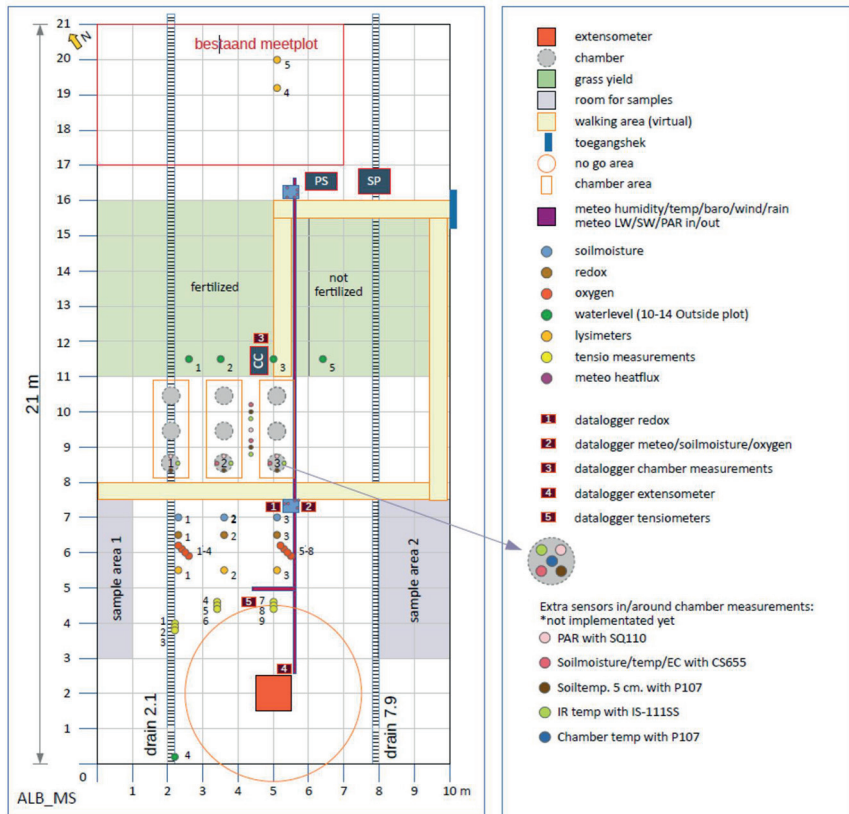 21
20
19
18
17
16
15
14
13
12
11
10
9
8
7
6
5
4
3
2
1
0
N
21 m
bestaand meetplot
5
4
PS
SP
fertilized
not
fertilized
3
CC
1
2
3
5
1
2
3
1
2
1
2
3
1
2
3
1-4
5-8
1
2
3
sample area 1
sample area 2
4
5
6
5
7
8
9
1
2
3
4
drain 2.1
drain 7.9
4
0
1
2
3
4
5
6
7
8
9
10 m
ALB_MS
extensometer
chamber
grass yield
room for samples
walking area (virtual)
toegangshek
no go area
chamber area
meteo humidity/temp/baro/wind/rain
meteo LW/SW/PAR in/out
soilmoisture
redox
oxygen
waterlevel (10-14 Outside plot)
lysimeters
tensio measurements
meteo heatflux
1 datalogger redox
2 datalogger meteo/soilmoisture/oxygen
3 datalogger chamber measurements
4 datalogger extensometer
5 datalogger tensiometers
Extra sensors in/around chamber measurements:
*not implementated yet
PAR with SQ110
Soilmoisture/temp/EC with CS655
Soiltemp. 5 cm. with P107
IR temp with IS-111SS
Chamber temp with P107